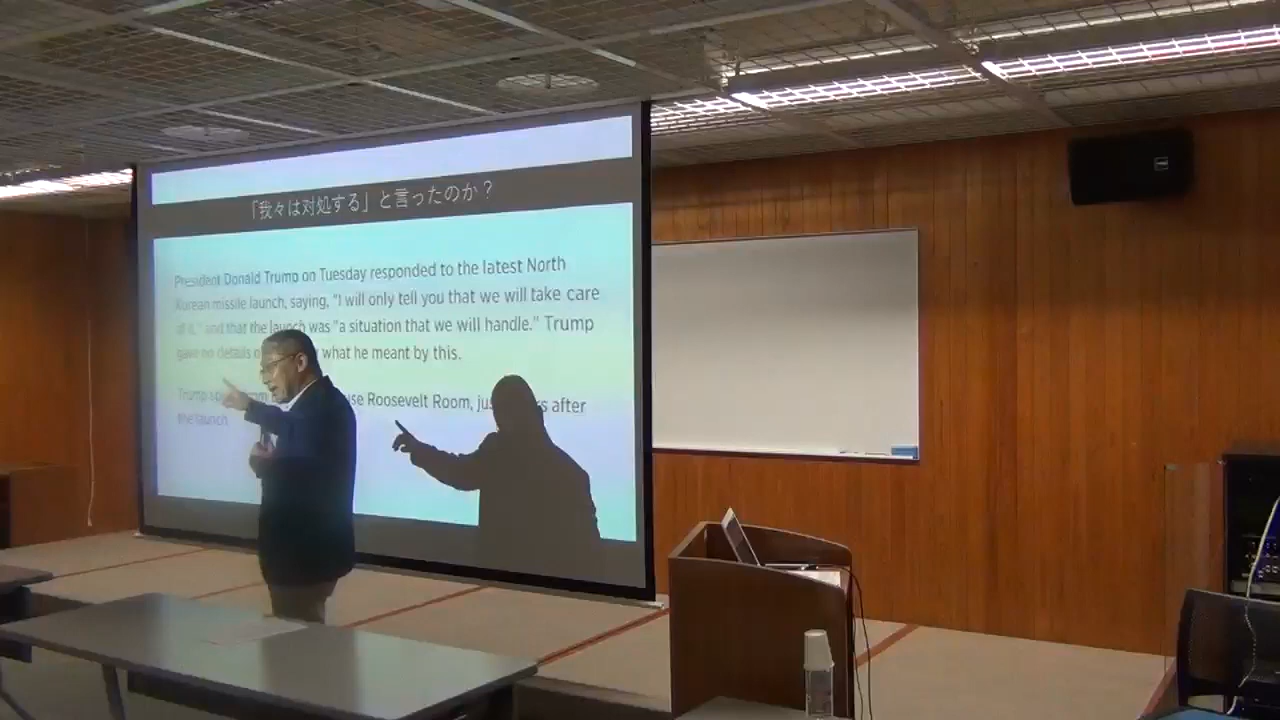 「我々は対処する」と言ったのか？
President Donald Trump on Tuesday responded to the latest North
Korean missile launch, saying, "I will only tell you that we will take care
of it," and that the launch was "a situation that we will handle." Trump
gave no details what he meant by this.
Trump Roosevelt Room, after
the launch.